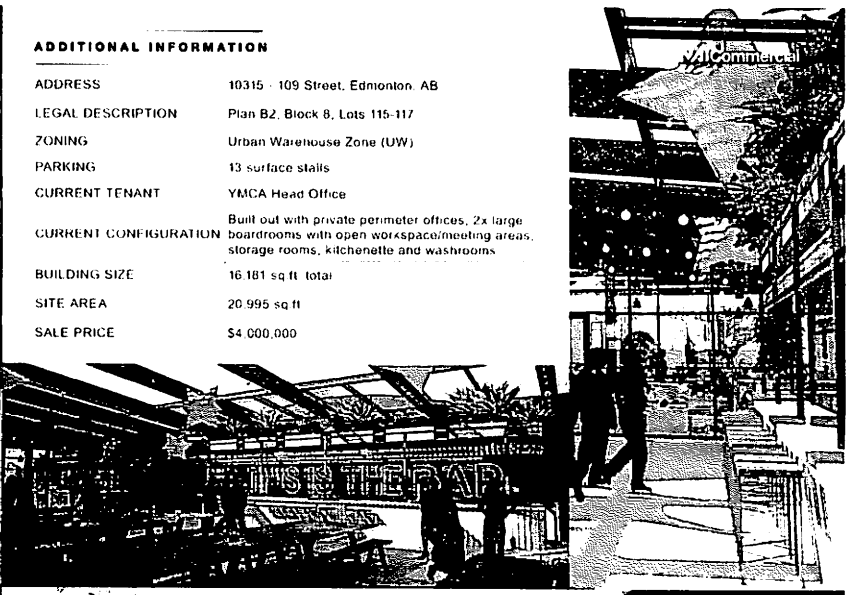 ADDITIONAL INFORMATION
NAI Commercial
ADDRESS 10315 - 109 Street, Edmonton, AB
LEGAL DESCRIPTION Plan B2, Block 8, Lots 115-117
ZONING Urban Warehouse Zone (UW)
PARKING 13 surface stalls
CURRENT TENANT YMCA Head Office
CURRENT CONFIGURATION Built out with private perimeter offices, 2x large
boardrooms with open workspace/meeting areas,
storage rooms, kitchenette and washrooms
BUILDING SIZE 16,181 sq ft total
SITE AREA 20,995 sq ft
SALE PRICE $4,000,000
THE BAR